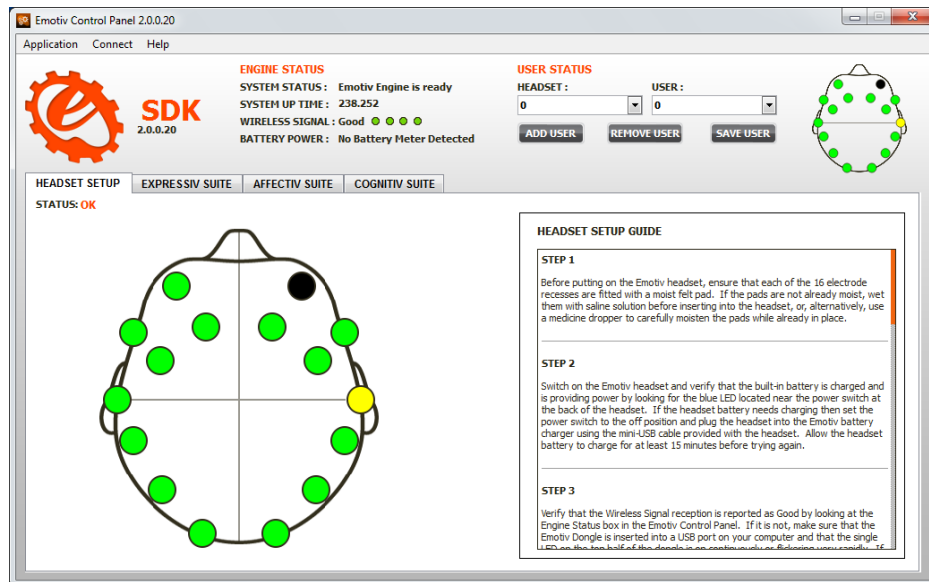 Emotiv Control Panel 2.0.0.20
Application Connect Help
SDK
2.0.0.20
ENGINE STATUS
SYSTEM STATUS : Emotiv Engine is ready
SYSTEM UP TIME : 238.252
WIRELESS SIGNAL : Good
BATTERY POWER : No Battery Meter Detected
USER STATUS
HEADSET : USER :
0 0
ADD USER REMOVE USER SAVE USER
HEADSET SETUP EXPRESSIV SUITE AFFECTIV SUITE COGNITIV SUITE
STATUS: OK
HEADSET SETUP GUIDE
STEP 1
Before putting on the Emotiv headset, ensure that each of the 16 electrode
recesses are fitted with a moist felt pad. If the pads are not already moist, wet
them with saline solution before inserting into the headset, or, alternatively, use
a medicine dropper to carefully moisten the pads while already in place.
STEP 2
Switch on the Emotiv headset and verify that the built-in battery is charged and
is providing power by looking for the blue LED located near the power switch at
the back of the headset. If the headset battery needs charging then set the
power switch to the off position and plug the headset into the Emotiv battery
charger using the mini-USB cable provided with the headset. Allow the headset
battery to charge for at least 15 minutes before trying again.
STEP 3
Verify that the Wireless Signal reception is reported as Good by looking at the
Engine Status box in the Emotiv Control Panel. If it is not, make sure that the
Emotiv Dongle is inserted into a USB port on your computer and that the single
LED on the top half of the dongle is on continuously or flickering very rapidly. If